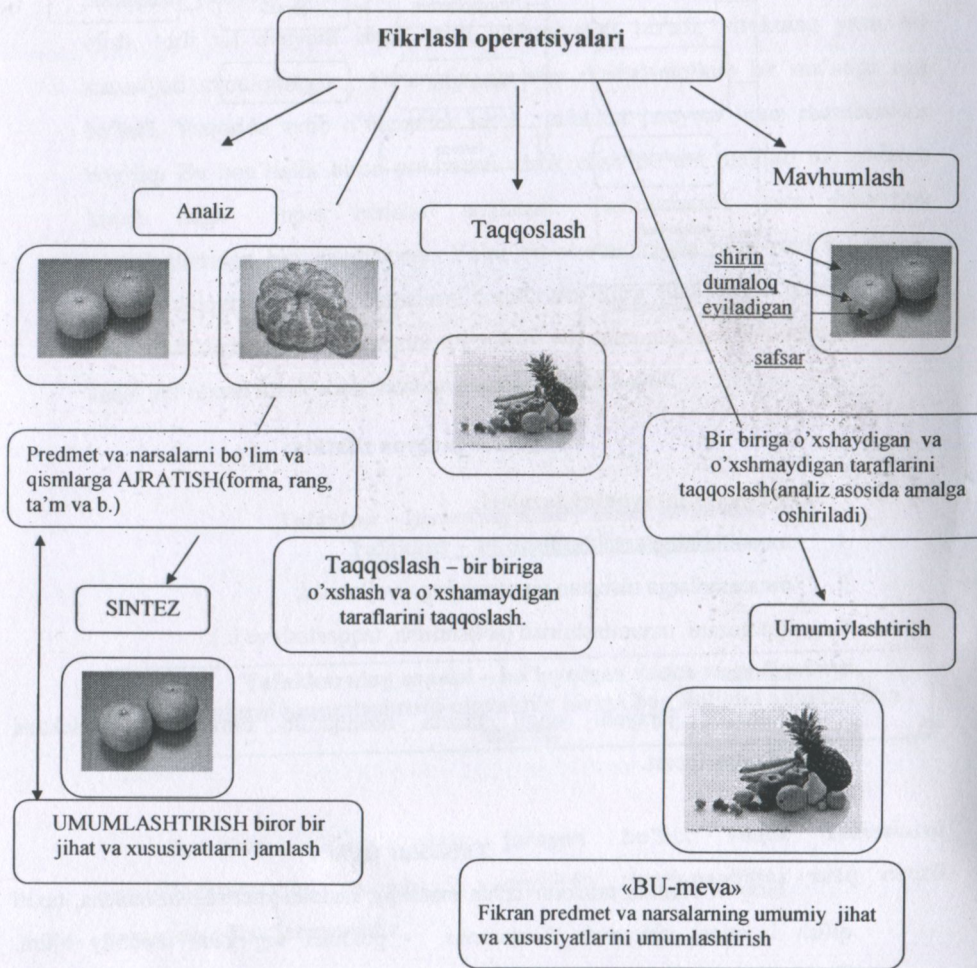 Fikrlash operatsiyalari
Analiz
Taqqoslash
Mavhumlash
shirin
dumaloq
eyiladigan
safsar
Predmet va narsalarni bo'lim va
qismlarga AJRATISH(forma, rang,
ta'm va b.)
Bir biriga o'xshaydigan va
o'xshmaydigan taraflarini
taqqoslash(analiz asosida amalga
oshiriladi)
SINTEZ
Taqqoslash – bir biriga
o'xshash va o'xshamaydigan
taraflarini taqqoslash.
Umumiylashtirish
UMUMLASHTIRISH biror bir
jihat va xususiyatlarni jamlash
«BU-meva»
Fikran predmet va narsalarning umumiy jihat
va xususiyatlarini umumlashtirish